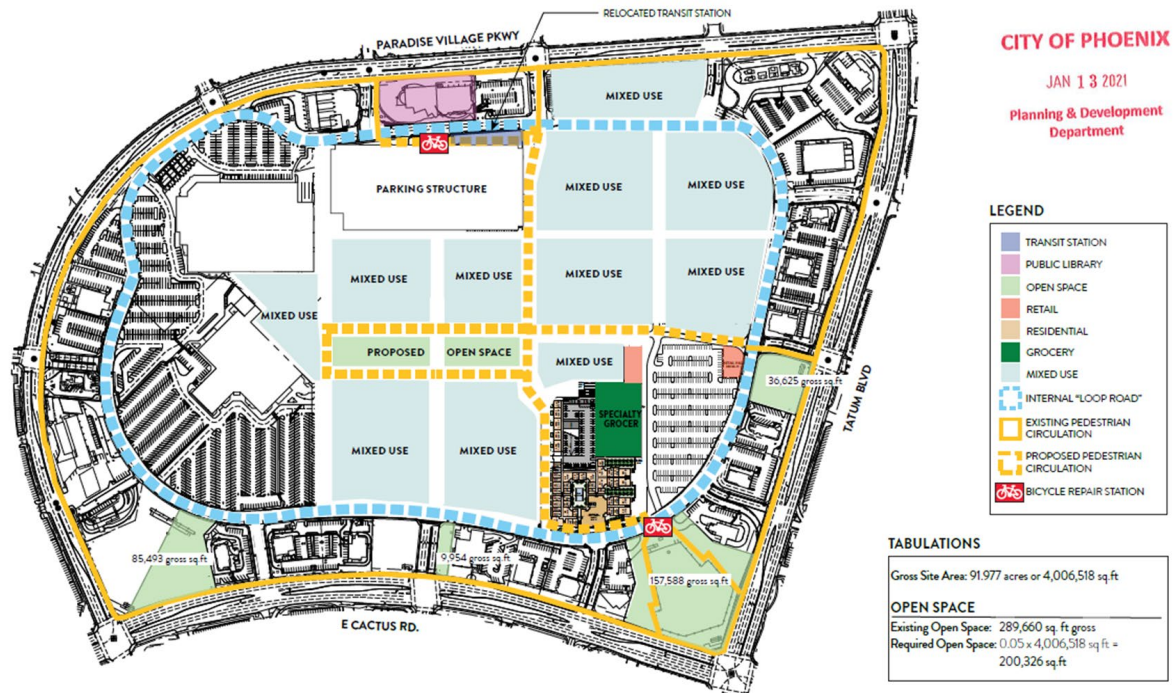 RELOCATED TRANSIT STATION
PARADISE VILLAGE PKWY
CITY OF PHOENIX
JAN 13 2021
Planning & Development
Department
MIXED USE
PARKING STRUCTURE
MIXED USE
MIXED USE
MIXED USE
MIXED USE
MIXED USE
MIXED USE
MIXED USE
PROPOSED
OPEN SPACE
MIXED USE
36,625 gross sq.ft
TATUM BLVD
SPECIALTY
GROCER
MIXED USE
MIXED USE
85,493 gross sq.ft
9,954 gross sq.ft
157,588 gross sq.ft
E CACTUS RD.
LEGEND
TRANSIT STATION
PUBLIC LIBRARY
OPEN SPACE
RETAIL
RESIDENTIAL
GROCERY
MIXED USE
INTERNAL "LOOP ROAD"
EXISTING PEDESTRIAN
CIRCULATION
PROPOSED PEDESTRIAN
CIRCULATION
BICYCLE REPAIR STATION
TABULATIONS
Gross Site Area: 91.977 acres or 4,006,518 sq.ft
OPEN SPACE
Existing Open Space: 289,660 sq. ft gross
Required Open Space: 0.05 x 4,006,518 sq ft =
200,326 sq.ft